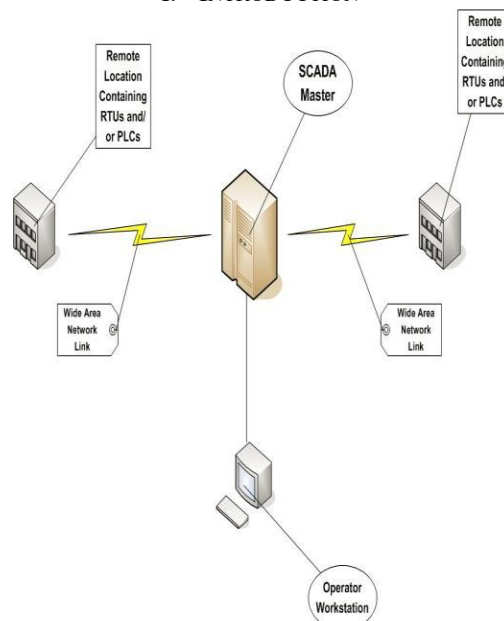 Remote
Location
Containing
RTUs and/
or PLCs
SCADA
Master
Remote
Location
Containing
RTUs and
or PLCs
Wide Area
Network
Link
Wide Area
Network
Link
Operator
Workstation